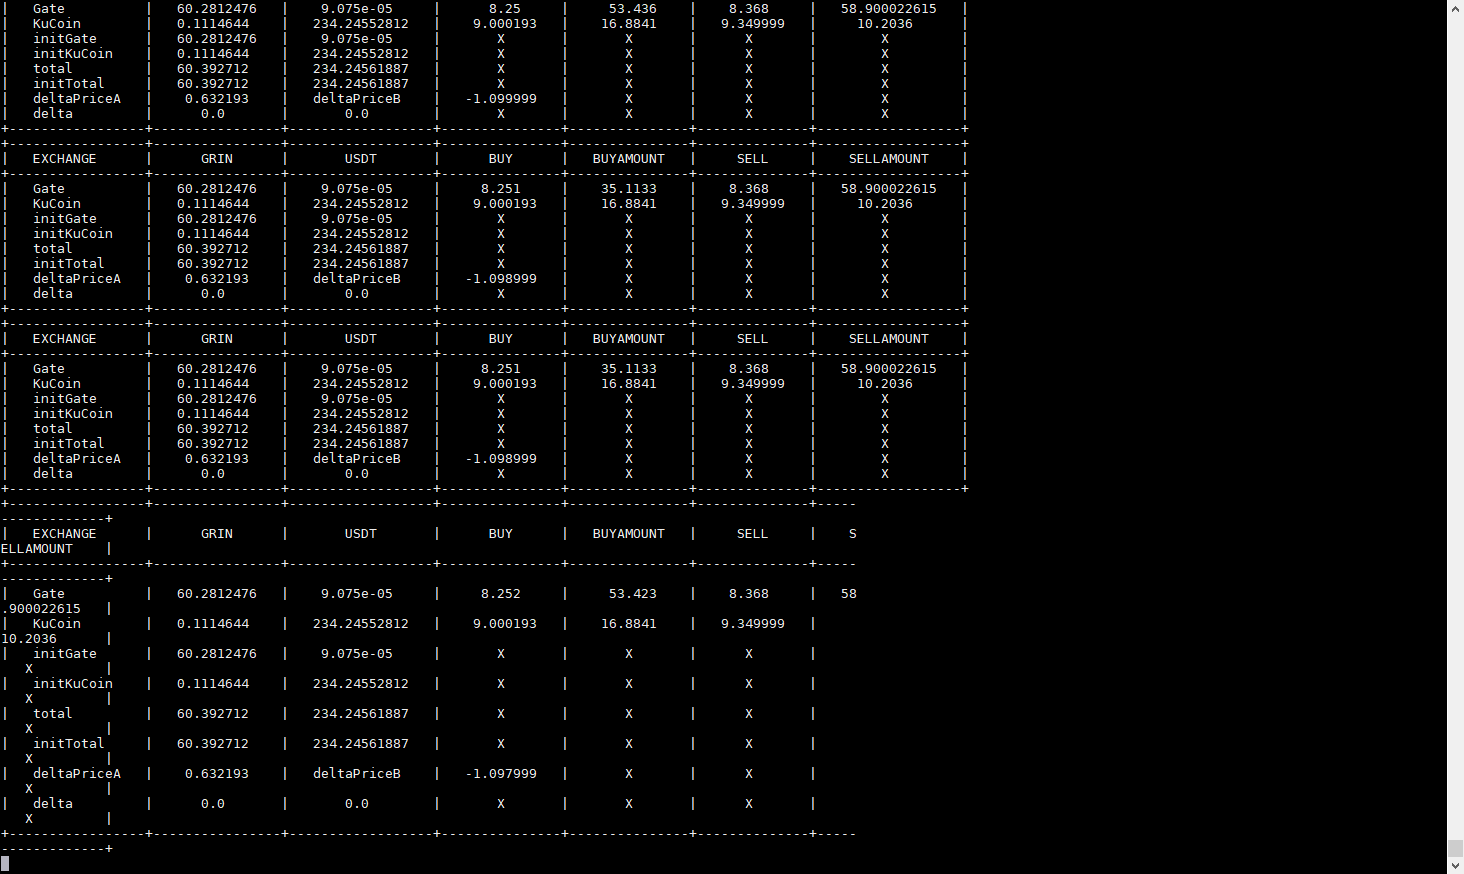 |   Gate          |   60.2812476   |    9.075e-05     |      8.25     |     53.436    |    8.368     |   58.900022615   |
|   KuCoin        |   0.1114644    |   234.24552812   |    9.000193   |    16.8841    |   9.349999   |     10.2036      |
|   initGate      |   60.2812476   |    9.075e-05     |       X       |       X       |      X       |        X         |
|   initKuCoin    |   0.1114644    |   234.24552812   |       X       |       X       |      X       |        X         |
|   total         |   60.392712    |   234.24561887   |       X       |       X       |      X       |        X         |
|   initTotal     |   60.392712    |   234.24561887   |       X       |       X       |      X       |        X         |
|   deltaPriceA   |    0.632193    |   deltaPriceB    |   -1.099999   |       X       |      X       |        X         |
|   delta         |      0.0       |       0.0        |       X       |       X       |      X       |        X         |
+-----------------+----------------+------------------+---------------+---------------+--------------+------------------+
+-----------------+----------------+------------------+---------------+---------------+--------------+------------------+
|   EXCHANGE      |      GRIN      |       USDT       |      BUY      |   BUYAMOUNT   |     SELL     |    SELLAMOUNT    |
+-----------------+----------------+------------------+---------------+---------------+--------------+------------------+
|   Gate          |   60.2812476   |    9.075e-05     |     8.251     |    35.1133    |    8.368     |   58.900022615   |
|   KuCoin        |   0.1114644    |   234.24552812   |    9.000193   |    16.8841    |   9.349999   |     10.2036      |
|   initGate      |   60.2812476   |    9.075e-05     |       X       |       X       |      X       |        X         |
|   initKuCoin    |   0.1114644    |   234.24552812   |       X       |       X       |      X       |        X         |
|   total         |   60.392712    |   234.24561887   |       X       |       X       |      X       |        X         |
|   initTotal     |   60.392712    |   234.24561887   |       X       |       X       |      X       |        X         |
|   deltaPriceA   |    0.632193    |   deltaPriceB    |   -1.098999   |       X       |      X       |        X         |
|   delta         |      0.0       |       0.0        |       X       |       X       |      X       |        X         |
+-----------------+----------------+------------------+---------------+---------------+--------------+------------------+
+-----------------+----------------+------------------+---------------+---------------+--------------+------------------+
|   EXCHANGE      |      GRIN      |       USDT       |      BUY      |   BUYAMOUNT   |     SELL     |    SELLAMOUNT    |
+-----------------+----------------+------------------+---------------+---------------+--------------+------------------+
|   Gate          |   60.2812476   |    9.075e-05     |     8.251     |    35.1133    |    8.368     |   58.900022615   |
|   KuCoin        |   0.1114644    |   234.24552812   |    9.000193   |    16.8841    |   9.349999   |     10.2036      |
|   initGate      |   60.2812476   |    9.075e-05     |       X       |       X       |      X       |        X         |
|   initKuCoin    |   0.1114644    |   234.24552812   |       X       |       X       |      X       |        X         |
|   total         |   60.392712    |   234.24561887   |       X       |       X       |      X       |        X         |
|   initTotal     |   60.392712    |   234.24561887   |       X       |       X       |      X       |        X         |
|   deltaPriceA   |    0.632193    |   deltaPriceB    |   -1.098999   |       X       |      X       |        X         |
|   delta         |      0.0       |       0.0        |       X       |       X       |      X       |        X         |
+-----------------+----------------+------------------+---------------+---------------+--------------+------------------+
+-----------------+----------------+------------------+---------------+---------------+--------------+-----
-------------+
|   EXCHANGE      |      GRIN      |       USDT       |      BUY      |   BUYAMOUNT   |     SELL     |    S
ELLAMOUNT    |
+-----------------+----------------+------------------+---------------+---------------+--------------+-----
-------------+
|   Gate          |   60.2812476   |    9.075e-05     |     8.252     |     53.423    |    8.368     |   58
.900022615   |
|   KuCoin        |   0.1114644    |   234.24552812   |    9.000193   |    16.8841    |   9.349999   |
10.2036      |
|   initGate      |   60.2812476   |    9.075e-05     |       X       |       X       |      X       |
   X         |
|   initKuCoin    |   0.1114644    |   234.24552812   |       X       |       X       |      X       |
   X         |
|   total         |   60.392712    |   234.24561887   |       X       |       X       |      X       |
   X         |
|   initTotal     |   60.392712    |   234.24561887   |       X       |       X       |      X       |
   X         |
|   deltaPriceA   |    0.632193    |   deltaPriceB    |   -1.097999   |       X       |      X       |
   X         |
|   delta         |      0.0       |       0.0        |       X       |       X       |      X       |
   X         |
+-----------------+----------------+------------------+---------------+---------------+--------------+-----
-------------+